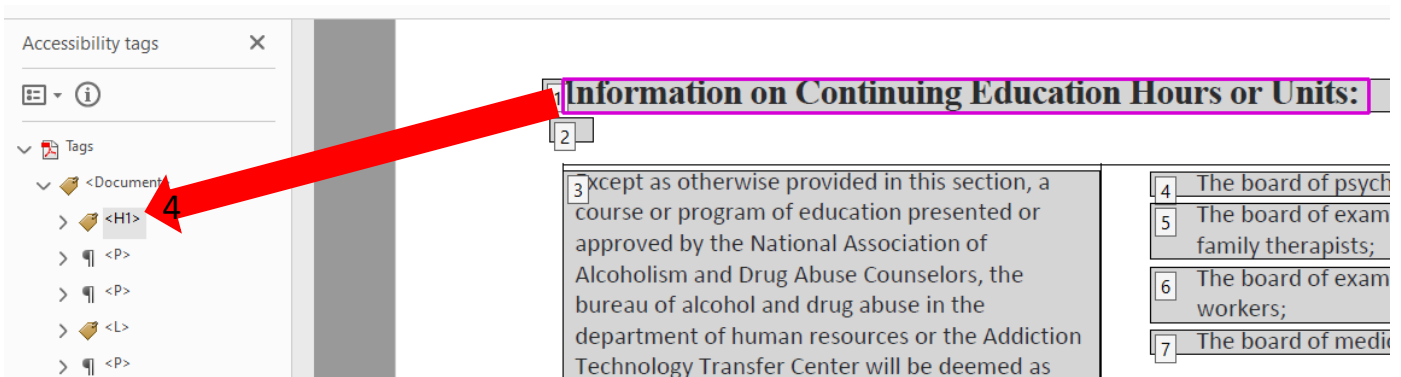 Accessibility tags
Tags
<Document
4
<H1>
<P>
<P>
<L>
<P>
1 Information on Continuing Education Hours or Units:
2
3 Except as otherwise provided in this section, a
course or program of education presented or
approved by the National Association of
Alcoholism and Drug Abuse Counselors, the
bureau of alcohol and drug abuse in the
department of human resources or the Addiction
Technology Transfer Center will be deemed as
4 The board of psych
5 The board of exam
family therapists;
6 The board of exam
workers;
7 The board of medic